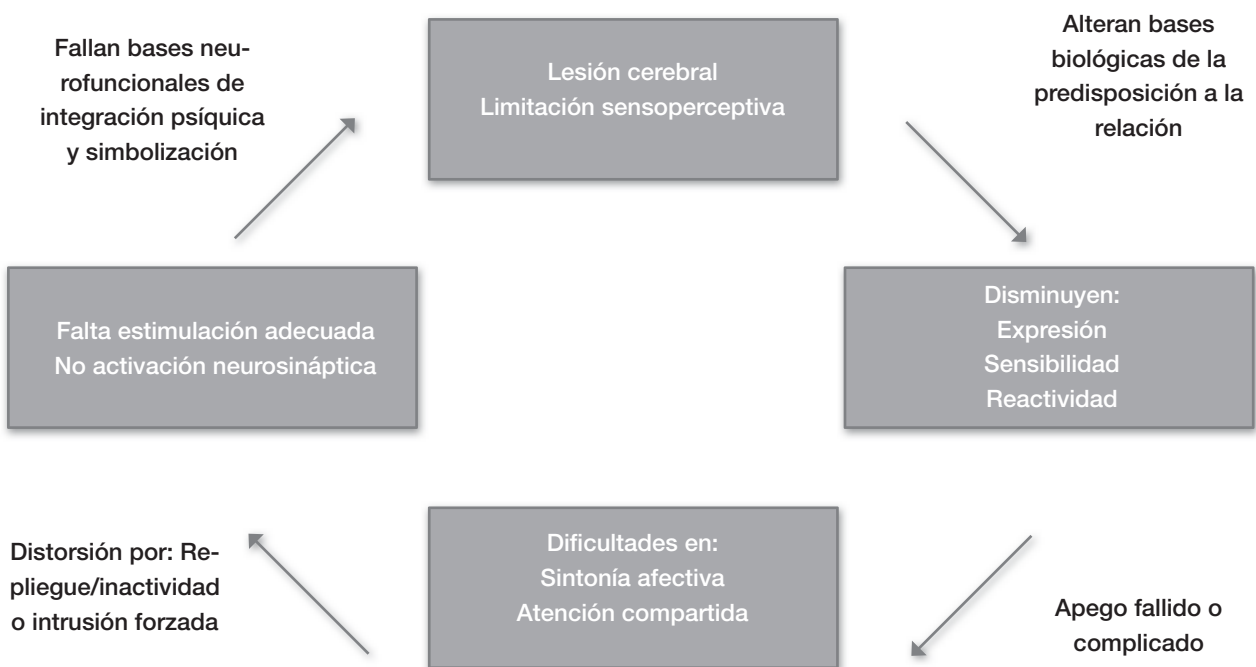 Fallan bases neu-
rofuncionales de
integración psíquica
y simbolización
Lesión cerebral
Limitación sensoperceptiva
Alteran bases
biológicas de la
predisposición a la
relación
Falta estimulación adecuada
No activación neurosináptica
Disminuyen:
Expresión
Sensibilidad
Reactividad
Distorsión por: Re-
pliegue/inactividad
o intrusión forzada
Dificultades en:
Sintonía afectiva
Atención compartida
Apego fallido o
complicado